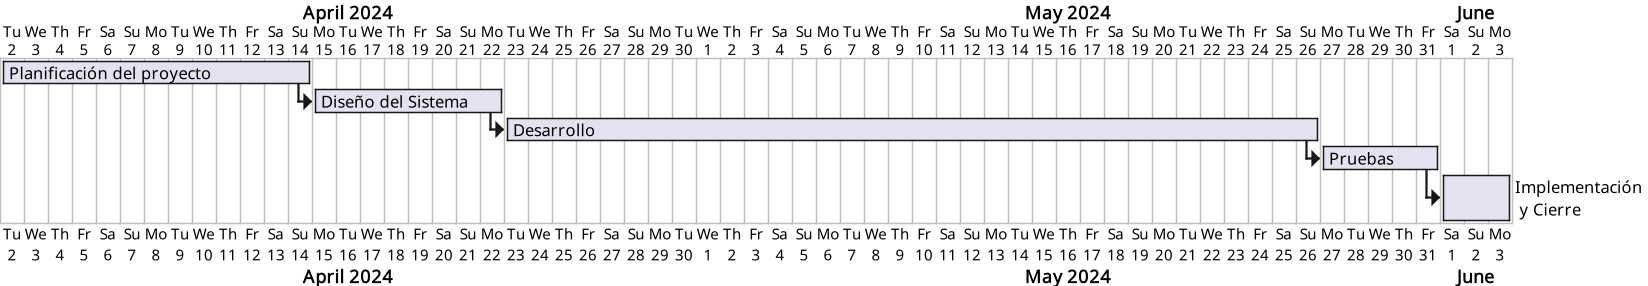 April 2024 May 2024 June
Tu We Th Fr Sa Su Mo Tu We Th Fr Sa Su Mo Tu We Th Fr Sa Su Mo Tu We Th Fr Sa Su Mo Tu We Th Fr Sa Su Mo Tu We Th Fr Sa Su Mo Tu We Th Fr Sa Su Mo Tu We Th Fr Sa Su Mo Tu We Th Fr Sa Su Mo
2 3 4 5 6 7 8 9 10 11 12 13 14 15 16 17 18 19 20 21 22 23 24 25 26 27 28 29 30 1 2 3 4 5 6 7 8 9 10 11 12 13 14 15 16 17 18 19 20 21 22 23 24 25 26 27 28 29 30 31 1 2 3
Planificación del proyecto
Diseño del Sistema
Desarrollo
Pruebas
Implementación
y Cierre
Tu We Th Fr Sa Su Mo Tu We Th Fr Sa Su Mo Tu We Th Fr Sa Su Mo Tu We Th Fr Sa Su Mo Tu We Th Fr Sa Su Mo Tu We Th Fr Sa Su Mo Tu We Th Fr Sa Su Mo Tu We Th Fr Sa Su Mo Tu We Th Fr Sa Su Mo
2 3 4 5 6 7 8 9 10 11 12 13 14 15 16 17 18 19 20 21 22 23 24 25 26 27 28 29 30 1 2 3 4 5 6 7 8 9 10 11 12 13 14 15 16 17 18 19 20 21 22 23 24 25 26 27 28 29 30 31 1 2 3
April 2024 May 2024 June